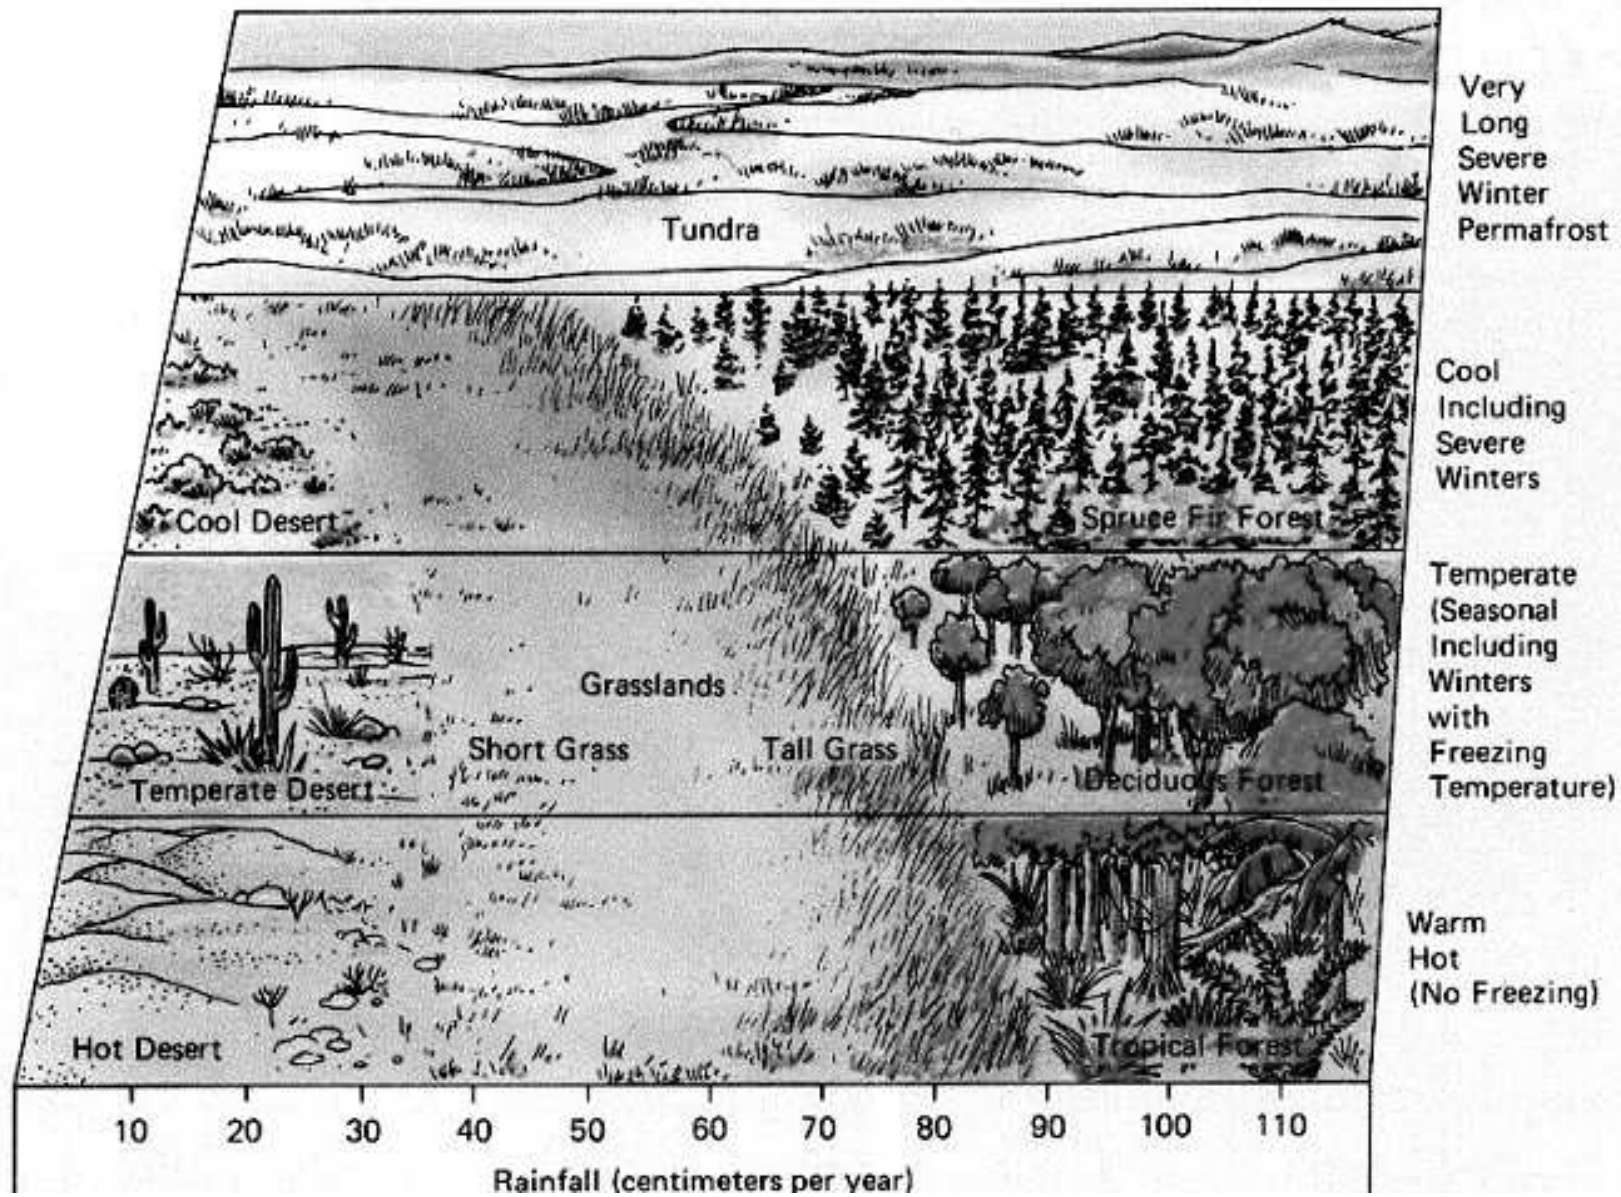 Very
Long
Severe
Winter
Permafrost
Tundra
Cool
Including
Severe
Winters
Cool Desert
Spruce Fir Forest
Temperate
(Seasonal
Including
Winters
with
Freezing
Temperature)
Grasslands
Short Grass
Tall Grass
Temperate Desert
Deciduous Forest
Warm
Hot
(No Freezing)
Hot Desert
Tropical Forest
10 20 30 40 50 60 70 80 90 100 110
Rainfall (centimeters per year)